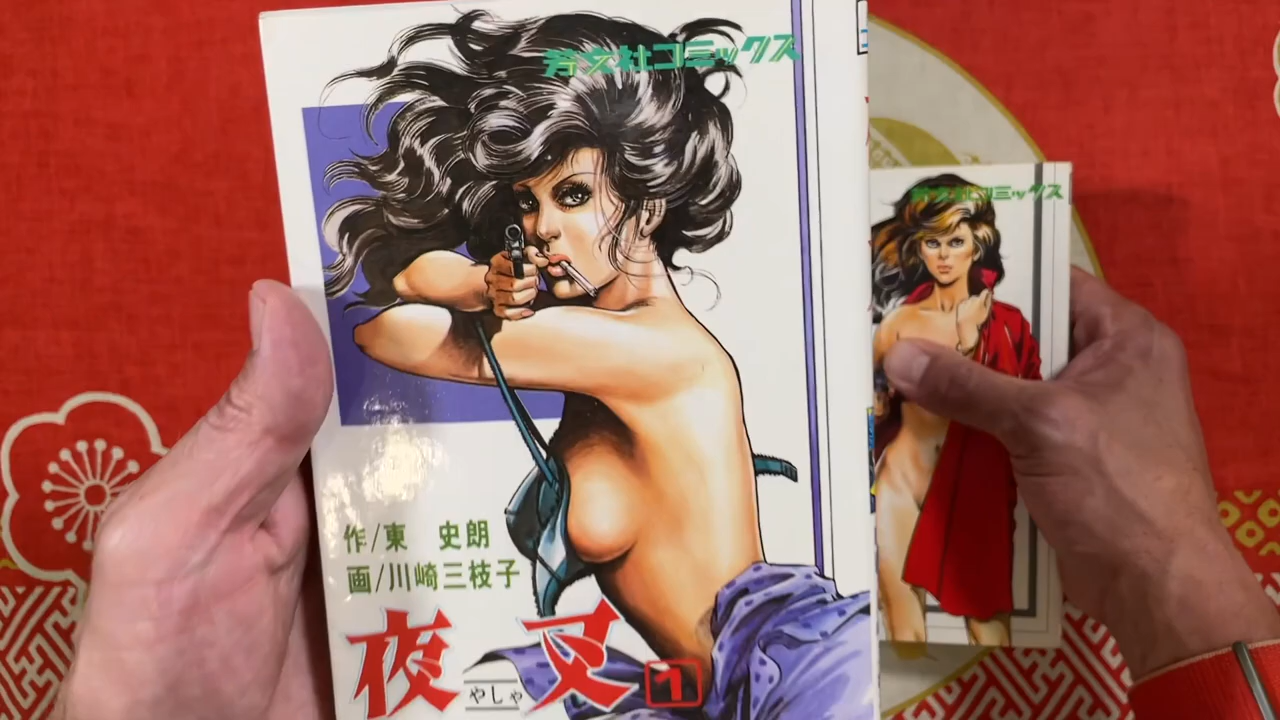 芳文社コミックス
作/東 史朗
画/川崎三枝子
夜叉 1
やしゃ
芳文社コミックス